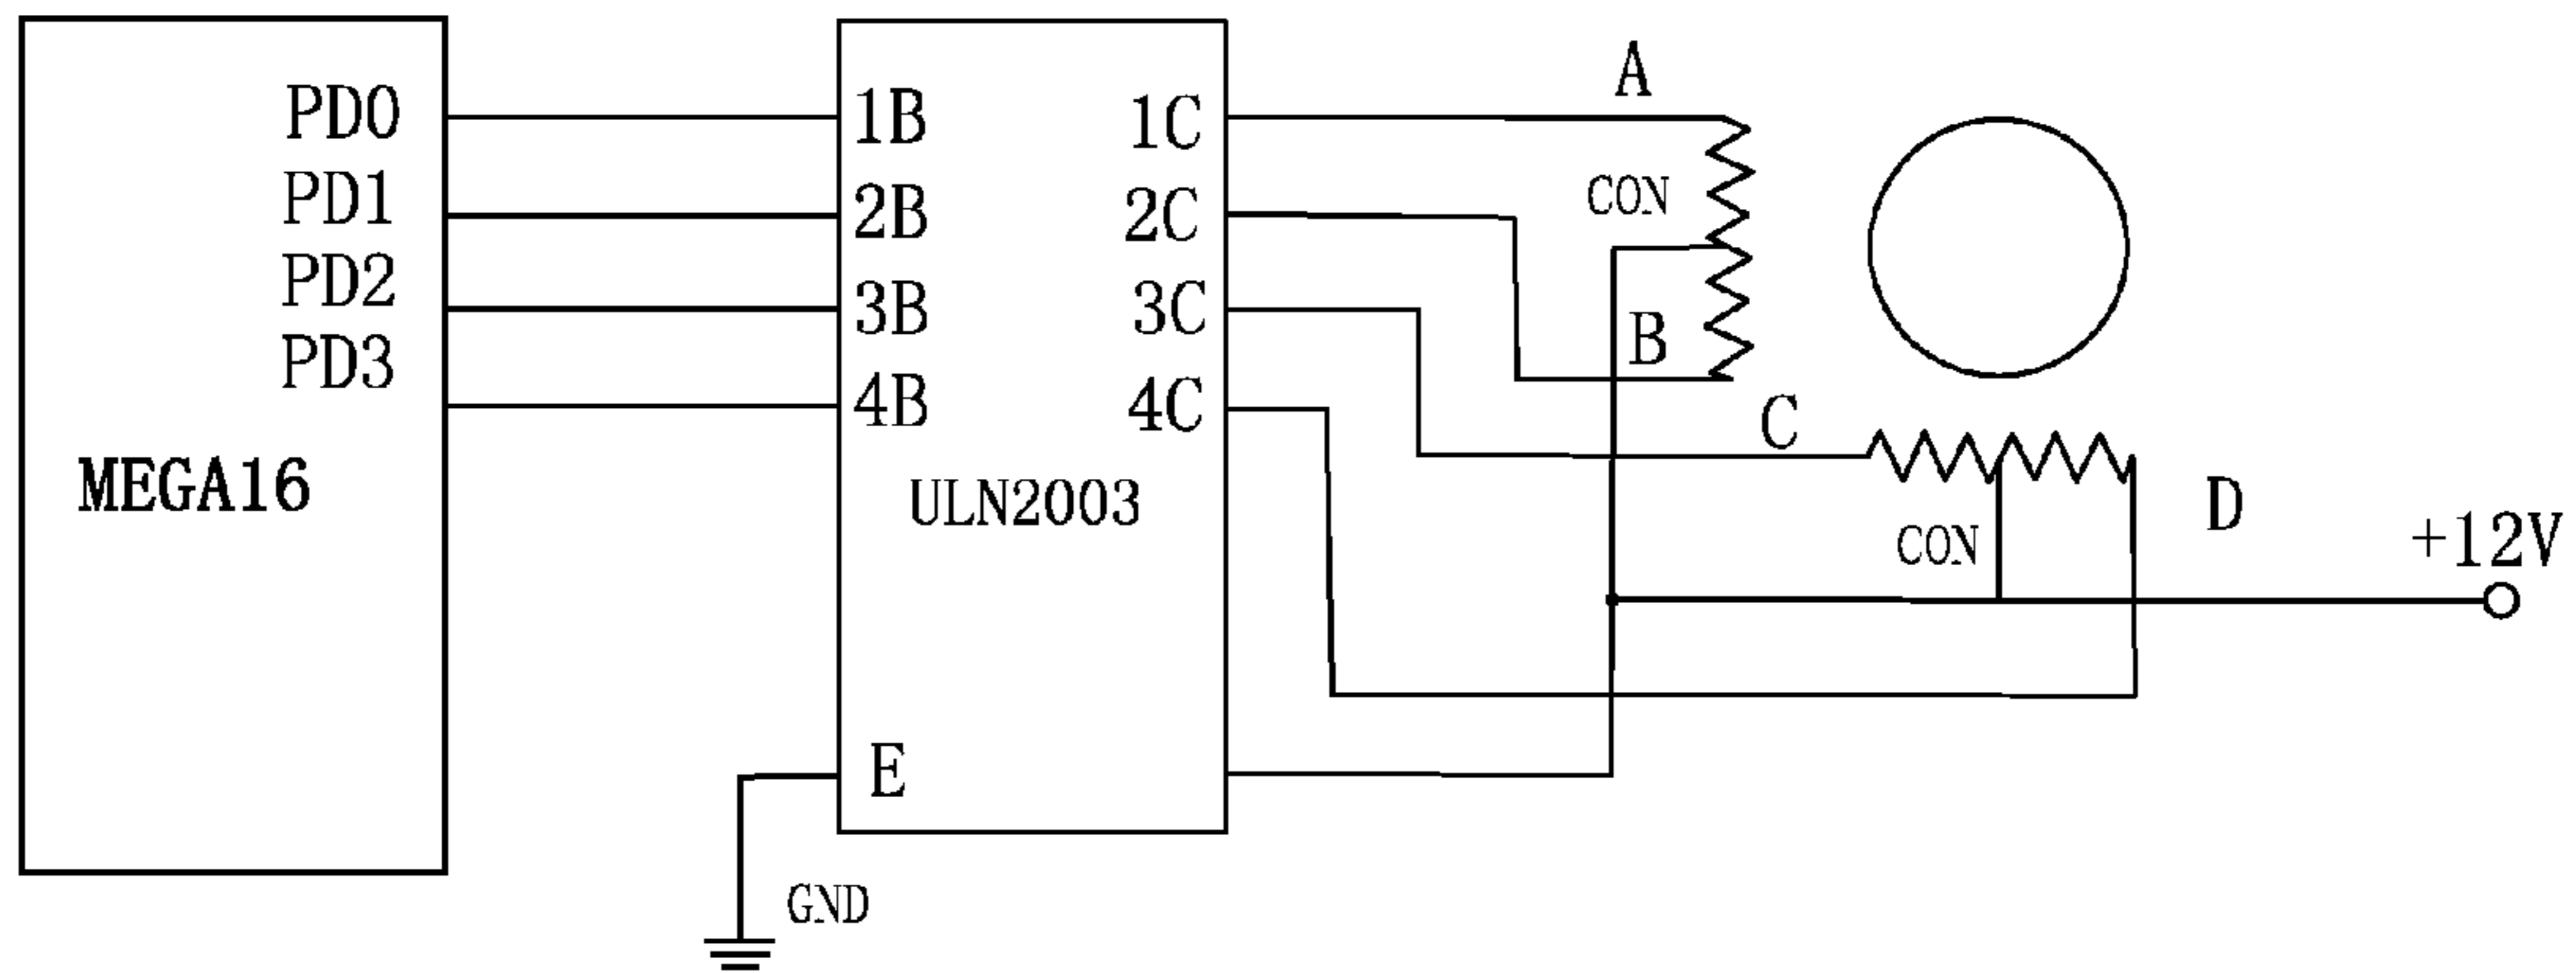 PD0
PD1
PD2
PD3
MEGA16
1B
2B
3B
4B
1C
2C
3C
4C
ULN2003
E
GND
A
CON
B
C
CON
D
+12V